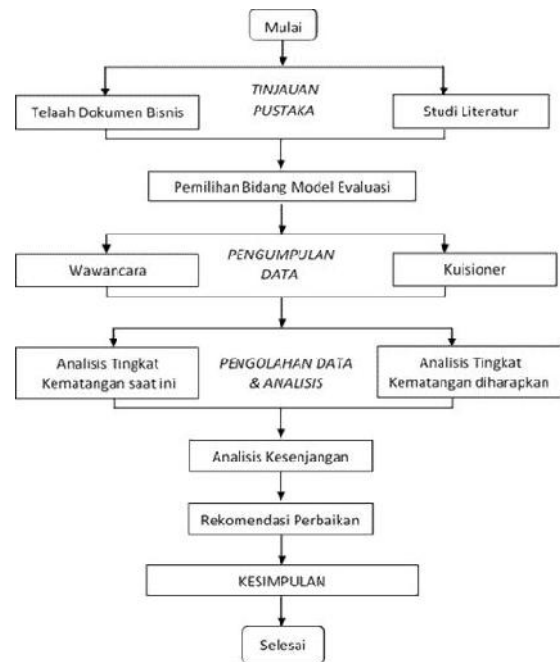 Mulai
TINJAUAN
PUSTAKA
Telaah Dokumen Bisnis
Studi Literatur
Pemilihan Bidang Model Evaluasi
PENGUMPULAN
DATA
Wawancara
Kuisioner
Analisis Tingkat
Kematangan saat ini
PENGOLAHAN DATA
& ANALISIS
Analisis Tingkat
Kematangan diharapkan
Analisis Kesenjangan
Rekomendasi Perbaikan
KESIMPULAN
Selesai